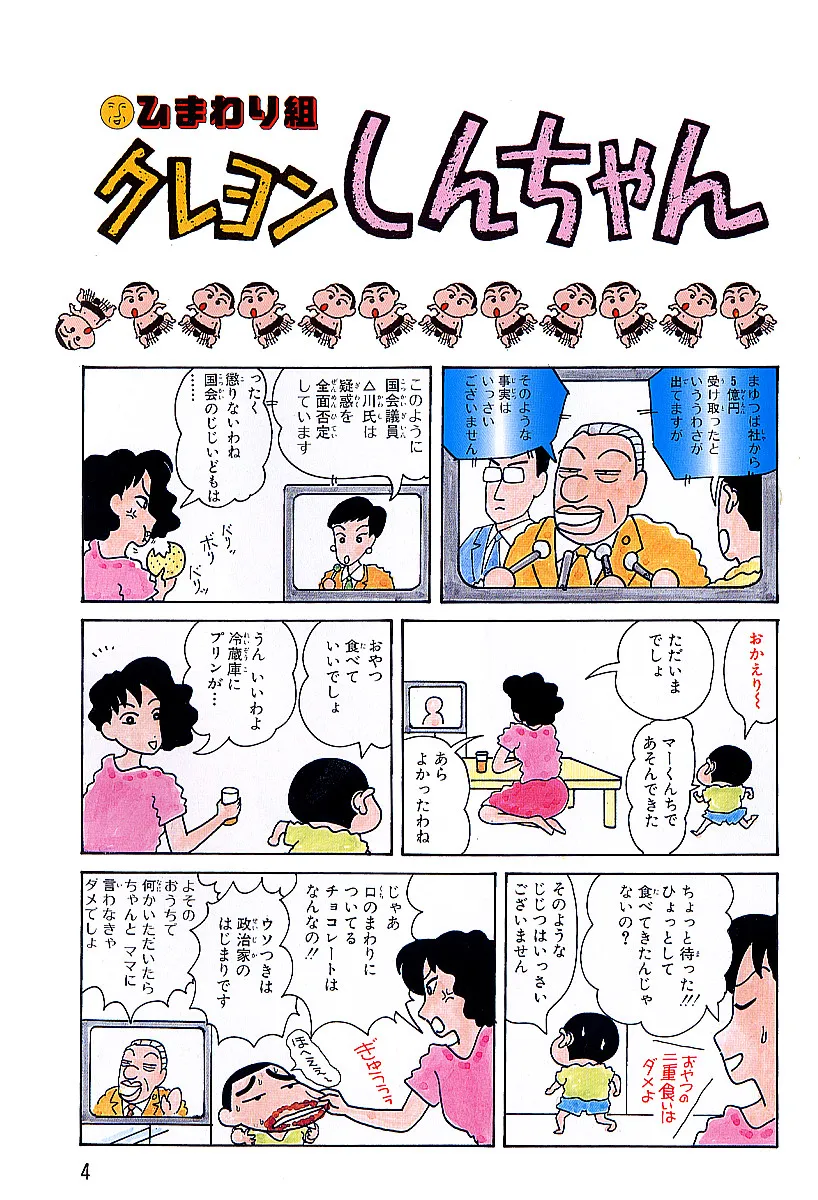 ひまわり組
クレヨンしんちゃん
まゆつば社から
5億円
受け取ったと
いううわさが
出てますが
そのような
事実は
いっさい
ございません
このように
国会議員
△川氏は
疑惑を
全面否定
しています
った〜
懲りないわね
国会のじじいどもは
……
バリッ
ボリ
バリッ
おかえり〜
ただいま
でしょ
マーくんちで
あそんできた
あら
よかったわね
おやつ
食べて
いいでしょ
うん いいわよ
冷蔵庫に
プリンが…
ちょっと待った!!!
ひょっとして
食べてきたんじゃ
ないの?
おやつの
二重食いは
ダメよ
そのような
じじつはいっさい
ございません
じゃあ
口のまわりに
ついてる
チョコレートは
なんなの!!
ぎゅううう
ほへええ〜
ウソつきは
政治家の
はじまりです
よその
おうちで
何かいただいたら
ちゃんと ママに
言わなきゃ
ダメでしょ
4